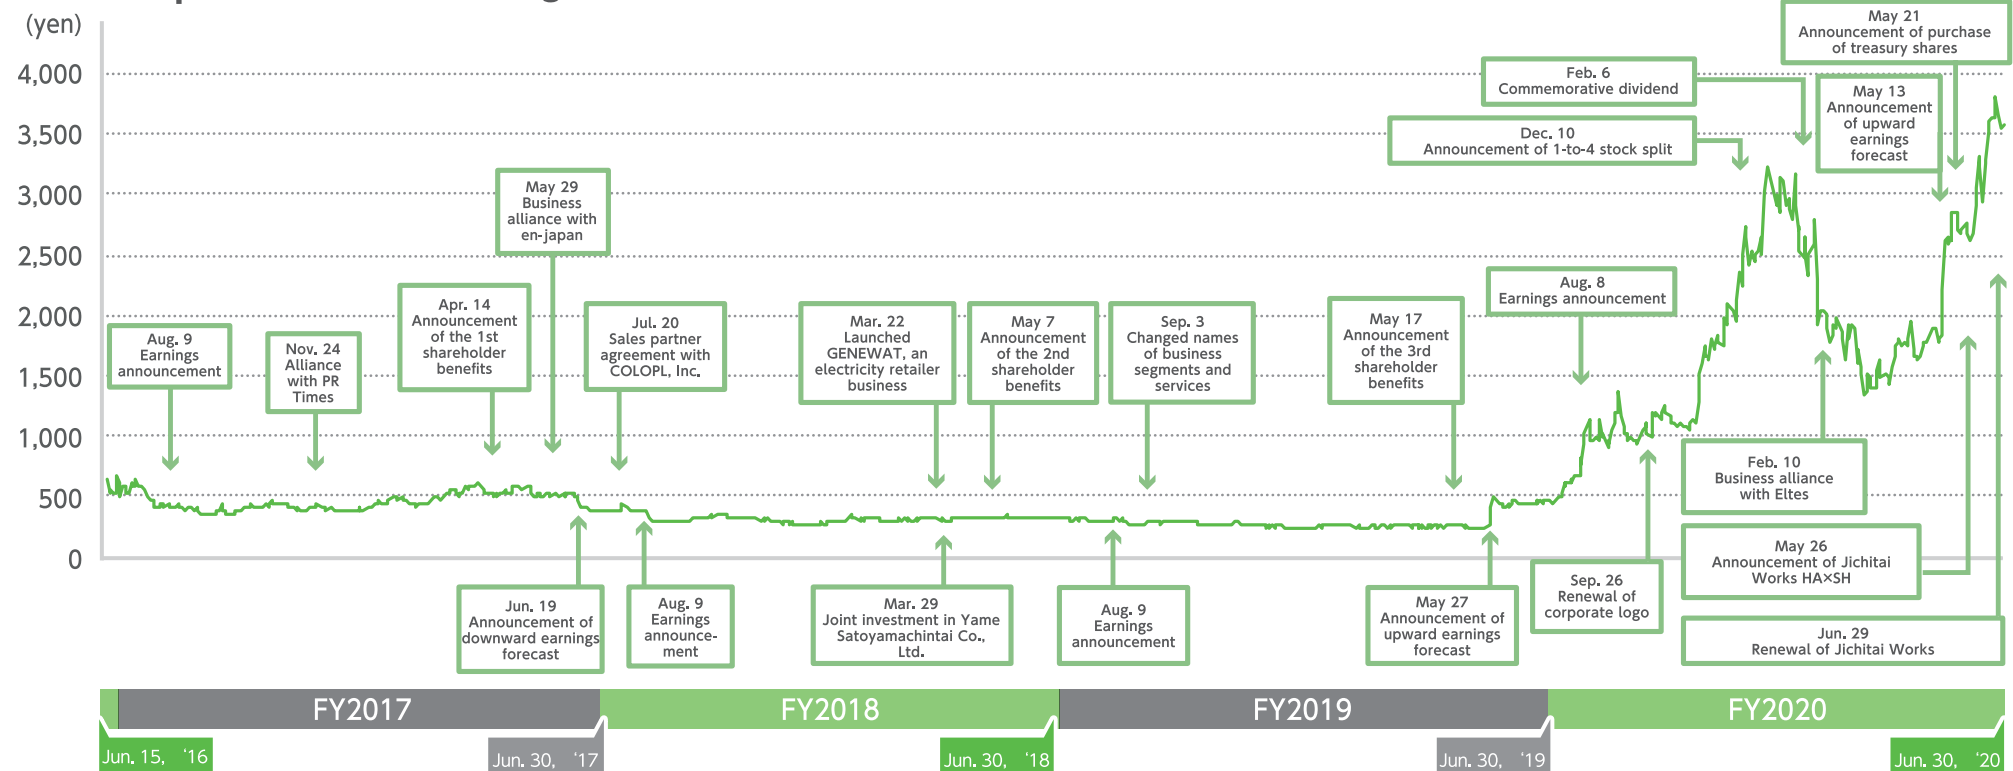 (yen)
4,000
3,500
3,000
2,500
2,000
1,500
1,000
500
0
Aug. 9
Earnings
announcement
Nov. 24
Alliance
with PR
Times
Apr. 14
Announcement
of the 1st
shareholder
benefits
May 29
Business
alliance with
en-japan
Jul. 20
Sales partner
agreement with
COLOPL, Inc.
Mar. 22
Launched
GENEWAT, an
electricity retailer
business
May 7
Announcement
of the 2nd
shareholder
benefits
Sep. 3
Changed names
of business
segments and
services
May 17
Announcement
of the 3rd
shareholder
benefits
Aug. 8
Earnings announcement
Dec. 10
Announcement of 1-to-4 stock split
Feb. 6
Commemorative dividend
May 13
Announcement
of upward
earnings
forecast
May 21
Announcement of purchase
of treasury shares
Jun. 19
Announcement of
downward earnings
forecast
Aug. 9
Earnings
announce-
ment
Mar. 29
Joint investment in Yame
Satoyamachintai Co.,
Ltd.
Aug. 9
Earnings
announcement
May 27
Announcement of
upward earnings
forecast
Sep. 26
Renewal of
corporate logo
Feb. 10
Business alliance
with Eltes
May 26
Announcement of Jichitai
Works HA×SH
Jun. 29
Renewal of Jichitai Works
FY2017
FY2018
FY2019
FY2020
Jun. 15, ‘16
Jun. 30, ‘17
Jun. 30, ‘18
Jun. 30, ‘19
Jun. 30, ‘20